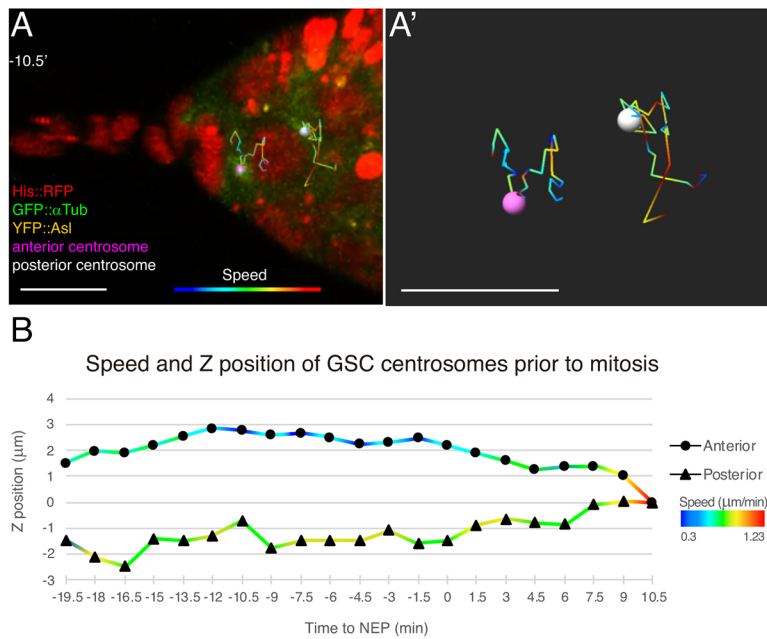 A
-10.5’
His::RFP
GFP::αTub
YFP::Asl
anterior centrosome
posterior centrosome
Speed
A’
B
Speed and Z position of GSC centrosomes prior to mitosis
Z position (μm)
4
3
2
1
0
-1
-2
-3
-19.5 -18 -16.5 -15 -13.5 -12 -10.5 -9 -7.5 -6 -4.5 -3 -1.5 0 1.5 3 4.5 6 7.5 9 10.5
Time to NEP (min)
Anterior
Posterior
Speed (μm/min)
0.3 1.23